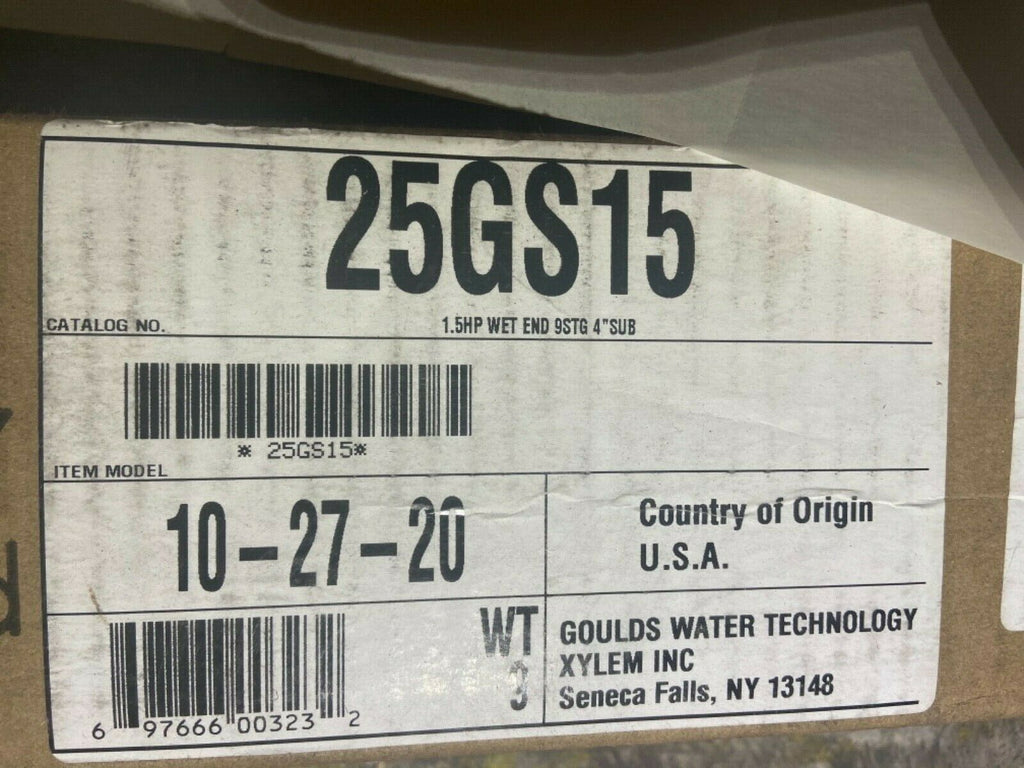 25GS15
CATALOG NO. 1.5HP WET END 9STG 4"SUB
* 25GS15*
ITEM MODEL
10-27-20
Country of Origin
U.S.A.
6 97666 00323 2
WT
9
GOULDS WATER TECHNOLOGY
XYLEM INC
Seneca Falls, NY 13148